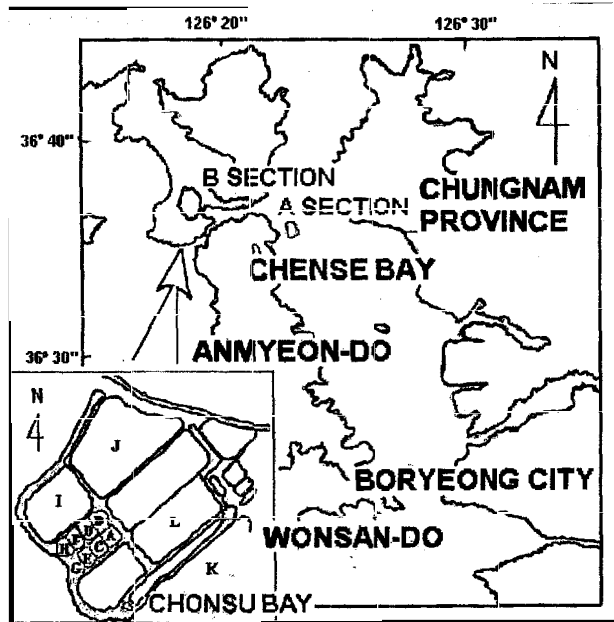 126° 20"
126° 30"
N
36° 40"
B SECTION
A SECTION
CHUNGNAM
PROVINCE
CHENSE BAY
36° 30"
ANMYEON-DO
N
J
I
L
BORYEONG CITY
WONSAN-DO
K
G
CHONSU BAY